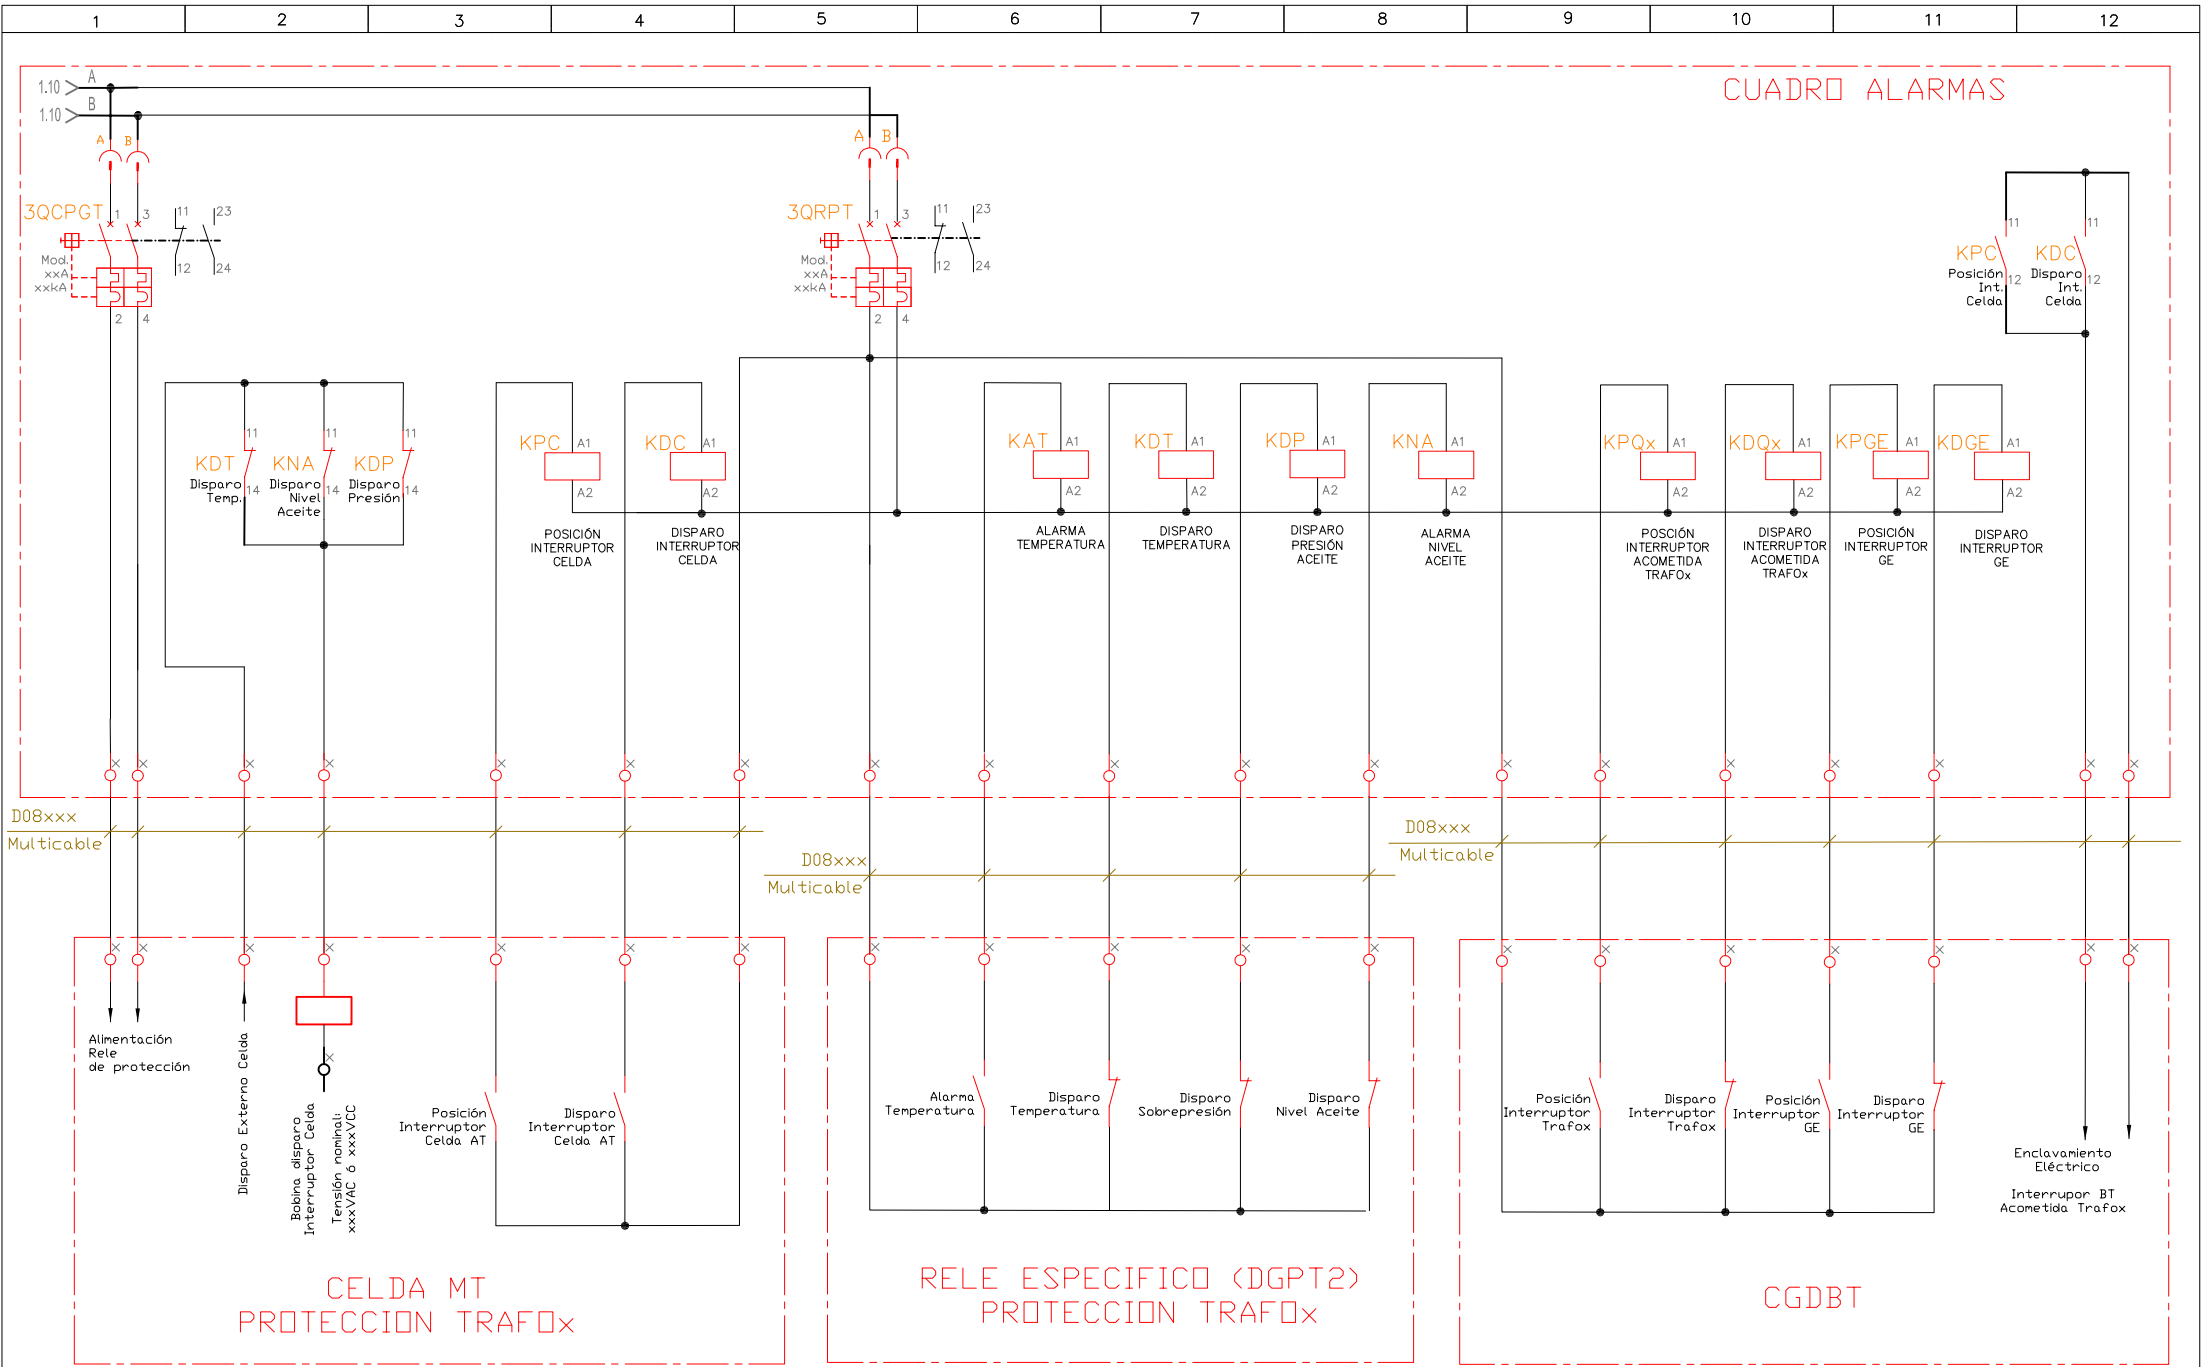 1 2 3 4 5 6 7 8 9 10 11 12
CUADRO ALARMAS
1.10 A
1.10 B
A B
A B
3QCPGT 1 3 11 23
Mod.
xxA
xxkA
12 24
2 4
3QRPT 1 3 11 23
Mod.
xxA
xxkA
12 24
2 4
11
KPC
Posición
Int.
Celda
12
11
KDC
Disparo
Int.
Celda
12
11
KDT
Disparo
Temp.
14
11
KNA
Disparo
Nivel
Aceite
14
11
KDP
Disparo
Presión
14
KPC A1
A2
POSICIÓN
INTERRUPTOR
CELDA
KDC A1
A2
DISPARO
INTERRUPTOR
CELDA
KAT A1
A2
ALARMA
TEMPERATURA
KDT A1
A2
DISPARO
TEMPERATURA
KDP A1
A2
DISPARO
PRESIÓN
ACEITE
KNA A1
A2
ALARMA
NIVEL
ACEITE
KPQx A1
A2
POSCIÓN
INTERRUPTOR
ACOMETIDA
TRAFOx
KDQx A1
A2
DISPARO
INTERRUPTOR
ACOMETIDA
TRAFOx
KPGE A1
A2
POSICIÓN
INTERRUPTOR
GE
KDGE A1
A2
DISPARO
INTERRUPTOR
GE
x x x x x x x x x x x x x x x x x x x
D08xxx
Multicable
D08xxx
Multicable
D08xxx
Multicable
x x x x x x x x x x x x x x x x x x x
Alimentación
Rele
de protección
Disparo Externo Celda
x
Bobina disparo
Interruptor Celda
Tensión nominal:
xxxVAC ó xxxVCC
Posición
Interruptor
Celda AT
Disparo
Interruptor
Celda AT
CELDA MT
PROTECCION TRAFOx
Alarma
Temperatura
Disparo
Temperatura
Disparo
Sobrepresión
Disparo
Nivel Aceite
RELE ESPECIFICO (DGPT2)
PROTECCION TRAFOx
Posición
Interruptor
Trafox
Disparo
Interruptor
Trafox
Posición
Interruptor
GE
Disparo
Interruptor
GE
Enclavamiento
Eléctrico
Interrupor BT
Acometida Trafox
CGDBT